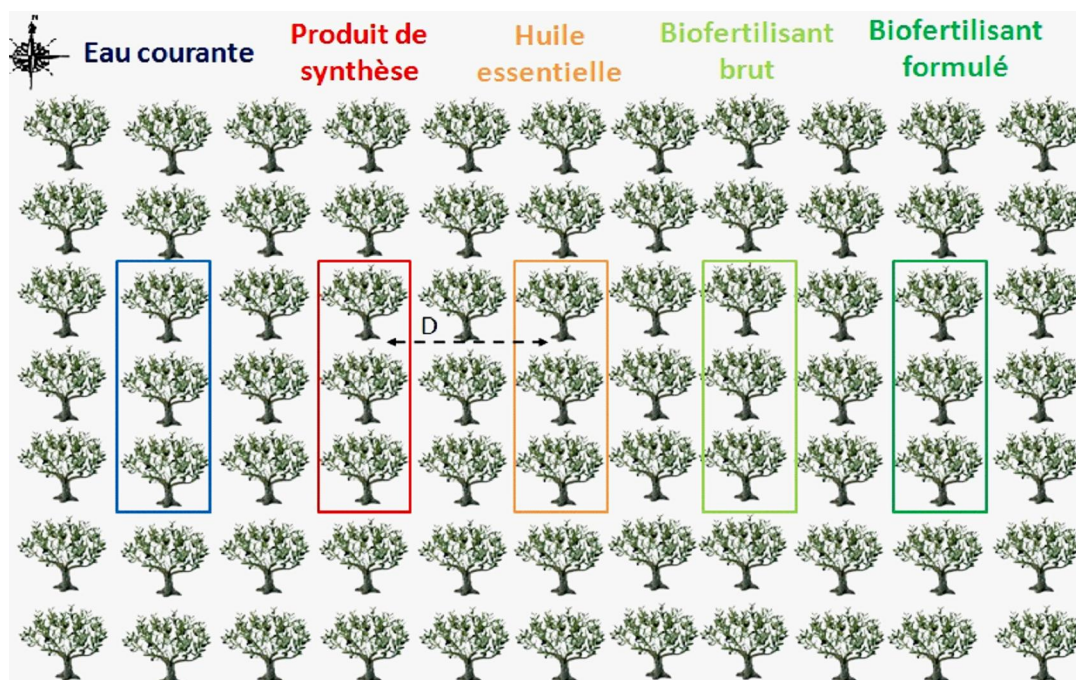 Eau courante
Produit de
synthèse
Huile
essentielle
Biofertilisant
brut
Biofertilisant
formulé
D